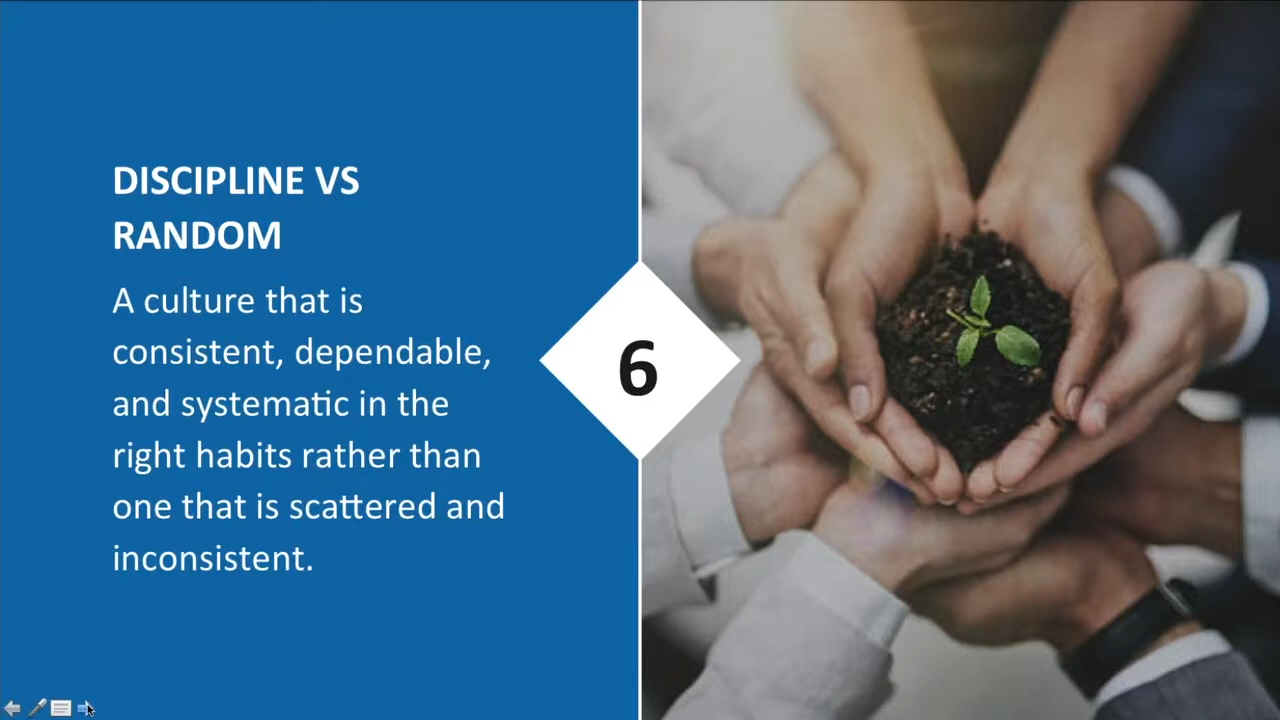 DISCIPLINE VS
RANDOM
A culture that is
consistent, dependable,
and systematic in the
right habits rather than
one that is scattered and
inconsistent.
6